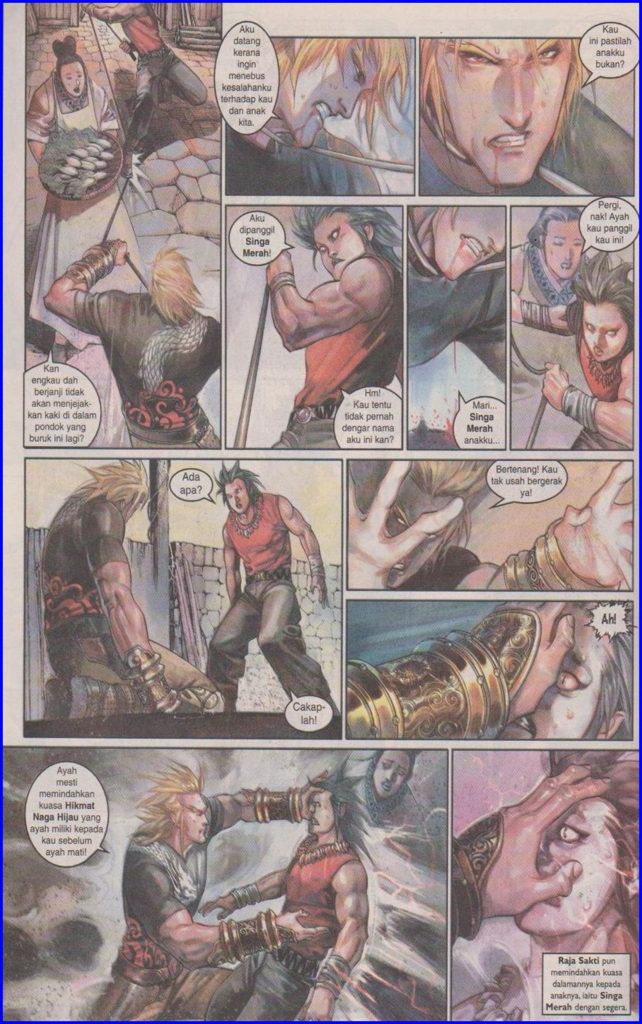 Kan
engkau dah
berjanji tidak
akan menjejak-
kan kaki di dalam
pondok yang
buruk ini lagi?
Aku
datang
kerana
ingin
menebus
kesalahanku
terhadap kau
dan anak
kita.
Kau
ini pastilah
anakku
bukan?
Aku
dipanggil
Singa
Merah!
Hm!
Kau tentu
tidak pernah
dengar nama
aku ini kan?
Mari...
Singa
Merah
anakku...
Pergi,
nak! Ayah
kau panggil
kau ini!
Ada
apa?
Cakap-
lah!
Bertenang! Kau
tak usah bergerak
ya!
Ah!
Ayah
mesti
memindahkan
kuasa Hikmat
Naga Hijau yang
ayah miliki kepada
kau sebelum
ayah mati!
Raja Sakti pun
memindahkan kuasa
dalamannya kepada
anaknya, iaitu Singa
Merah dengan segera.